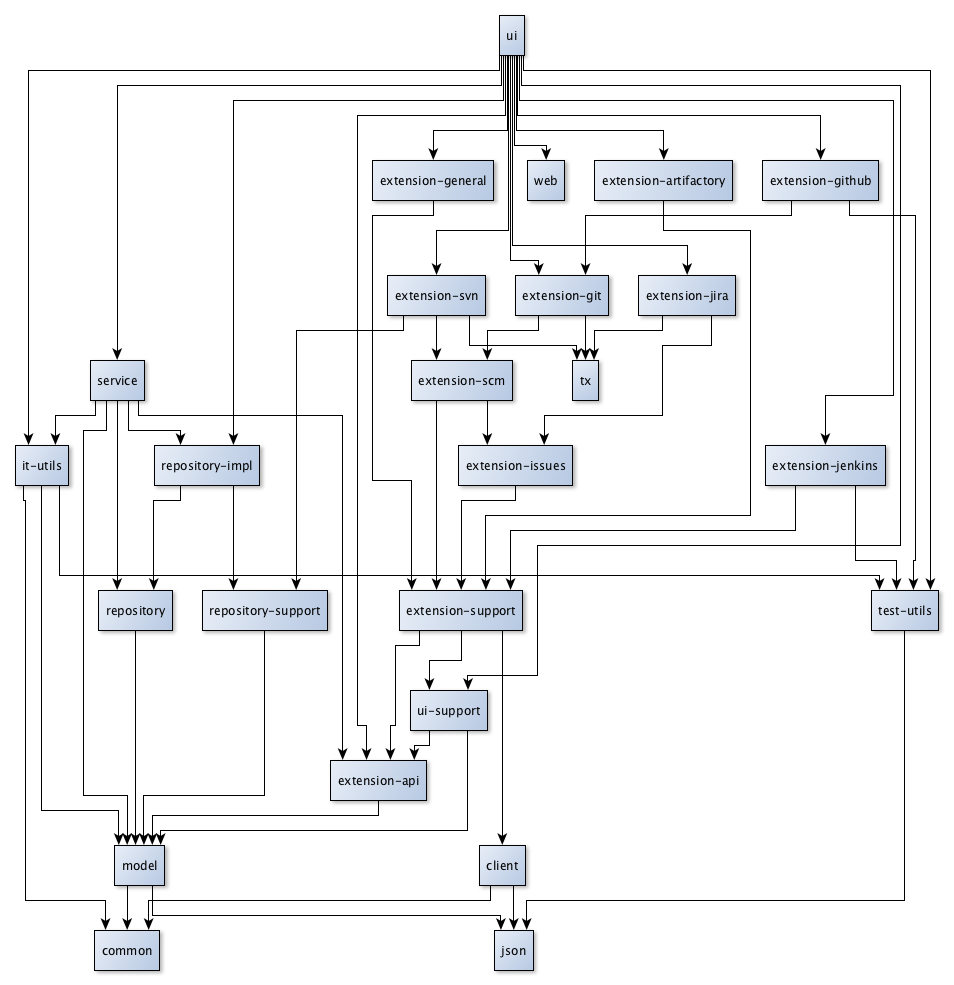 ui
extension-general
web
extension-artifactory
extension-github
extension-svn
extension-git
extension-jira
service
extension-scm
tx
it-utils
repository-impl
extension-issues
extension-jenkins
repository
repository-support
extension-support
test-utils
ui-support
extension-api
model
client
common
json